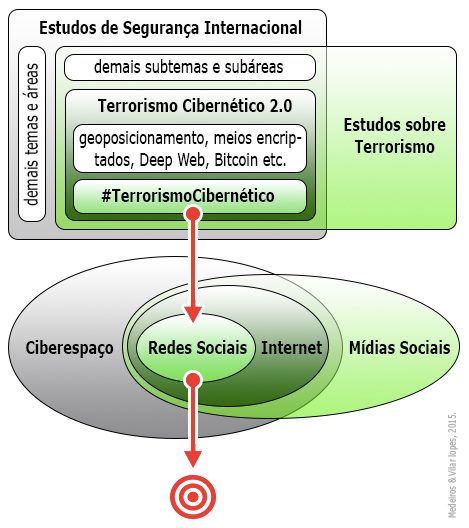 Estudos de Segurança Internacional
demais temas e áreas
demais subtemas e subáreas
Terrorismo Cibernético 2.0
geoposicionamento, meios encrip-
tados, Deep Web, Bitcoin etc.
#TerrorismoCibernético
Estudos sobre
Terrorismo
Ciberespaço
Redes Sociais
Internet
Mídias Sociais
Medeiros & Vilar lopes, 2015.